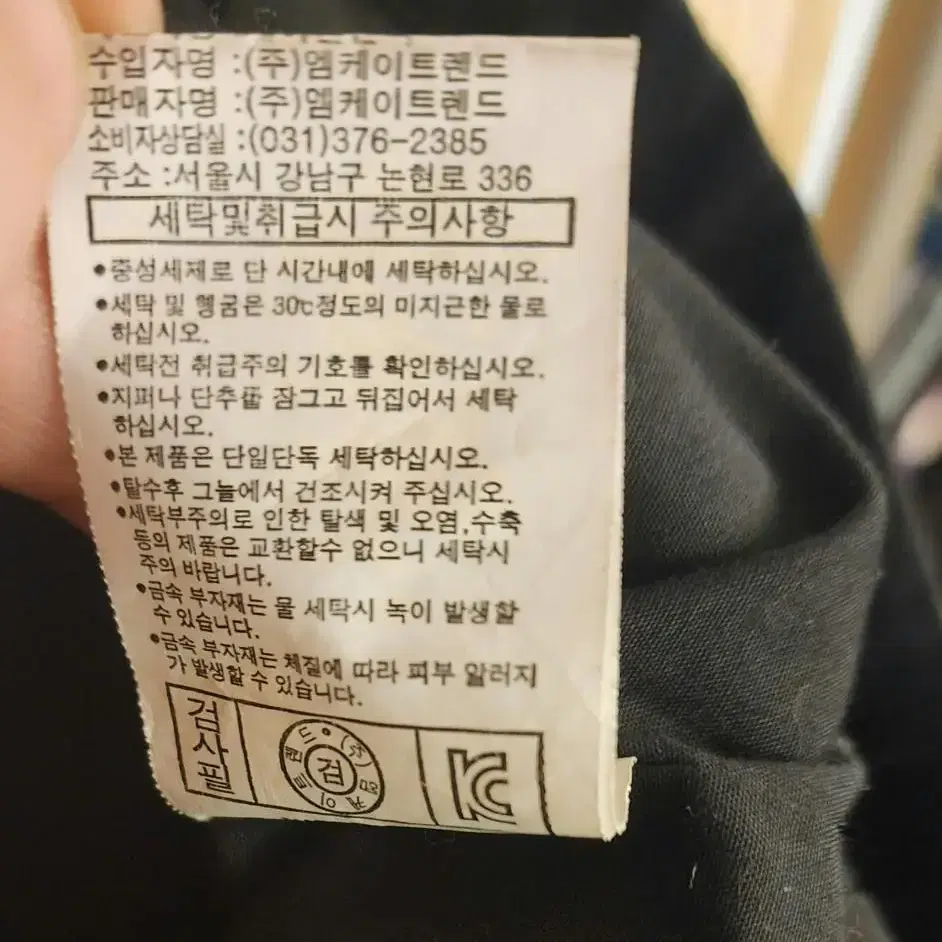 수입자명 :(주)엠케이트렌드
판매자명 :(주)엠케이트렌드
소비자상담실 :(031)376-2385
주소 :서울시 강남구 논현로 336
세탁및취급시 주의사항
•중성세제로 단 시간내에 세탁하십시오.
•세탁 및 헹굼은 30℃정도의 미지근한 물로
하십시오.
•세탁전 취급주의 기호를 확인하십시오.
•지퍼나 단추를 잠그고 뒤집어서 세탁
하십시오.
•본 제품은 단일단독 세탁하십시오.
•탈수후 그늘에서 건조시켜 주십시오.
•세탁부주의로 인한 탈색 및 오염,수축
등의 제품은 교환할수 없으니 세탁시
주의 바랍니다.
•금속 부자재는 물 세탁시 녹이 발생할
수 있습니다.
•금속 부자재는 체질에 따라 피부 알러지
가 발생할 수 있습니다.
검사필
(주)엠케이트렌드
검
KC